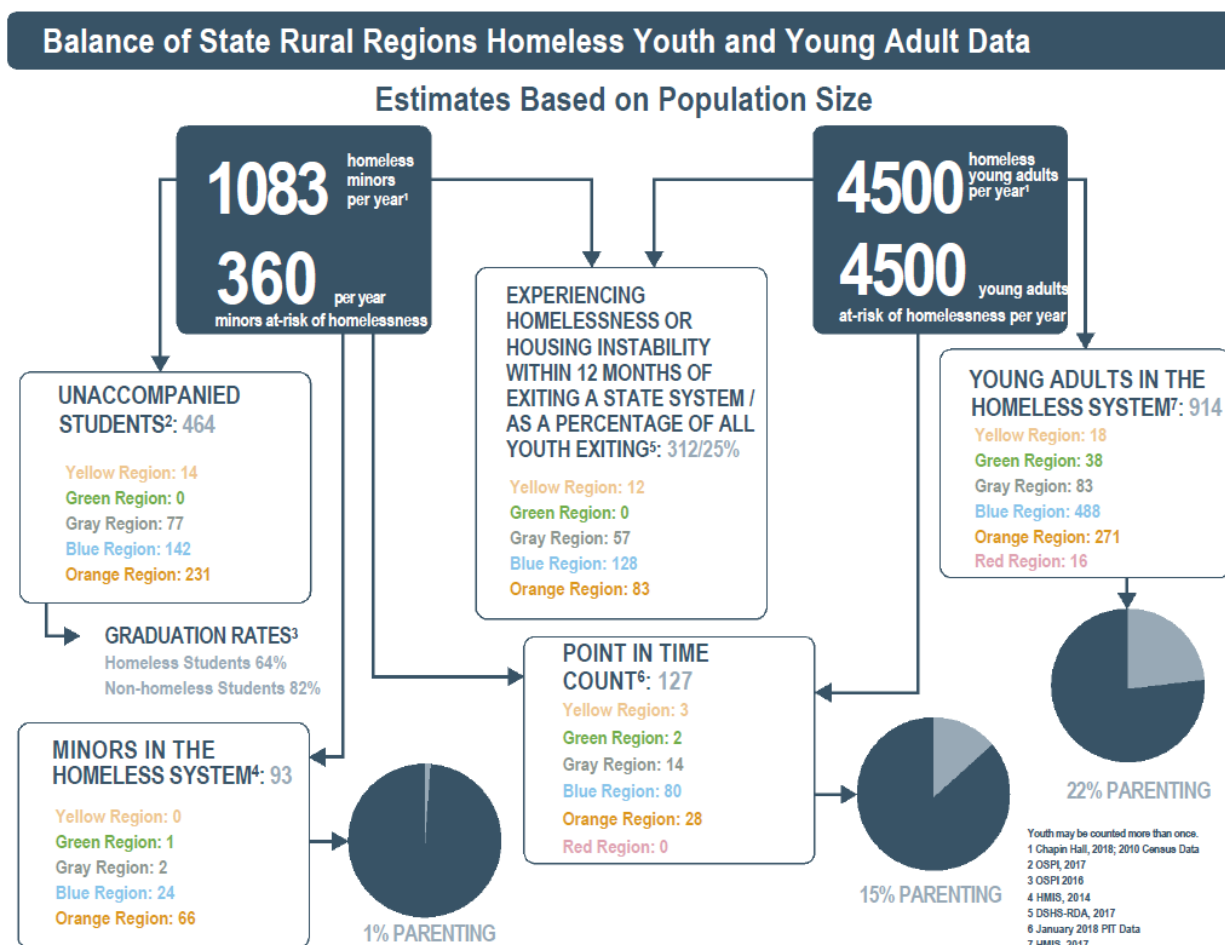 Balance of State Rural Regions Homeless Youth and Young Adult Data
Estimates Based on Population Size
1083 homeless
minors
per year¹
360 per year
minors at-risk of homelessness
4500 homeless
young adults
per year¹
4500 young adults
at-risk of homelessness per year
UNACCOMPANIED
STUDENTS²: 464
Yellow Region: 14
Green Region: 0
Gray Region: 77
Blue Region: 142
Orange Region: 231
GRADUATION RATES³
Homeless Students 64%
Non-homeless Students 82%
MINORS IN THE
HOMELESS SYSTEM⁴: 93
Yellow Region: 0
Green Region: 1
Gray Region: 2
Blue Region: 24
Orange Region: 66
1% PARENTING
EXPERIENCING
HOMELESSNESS OR
HOUSING INSTABILITY
WITHIN 12 MONTHS OF
EXITING A STATE SYSTEM /
AS A PERCENTAGE OF ALL
YOUTH EXITING⁵: 312/25%
Yellow Region: 12
Green Region: 0
Gray Region: 57
Blue Region: 128
Orange Region: 83
POINT IN TIME
COUNT⁶: 127
Yellow Region: 3
Green Region: 2
Gray Region: 14
Blue Region: 80
Orange Region: 28
Red Region: 0
15% PARENTING
YOUNG ADULTS IN THE
HOMELESS SYSTEM⁷: 914
Yellow Region: 18
Green Region: 38
Gray Region: 83
Blue Region: 488
Orange Region: 271
Red Region: 16
22% PARENTING
Youth may be counted more than once.
1 Chapin Hall, 2018; 2010 Census Data
2 OSPI, 2017
3 OSPI 2016
4 HMIS, 2014
5 DSHS-RDA, 2017
6 January 2018 PIT Data
7 HMIS, 2017